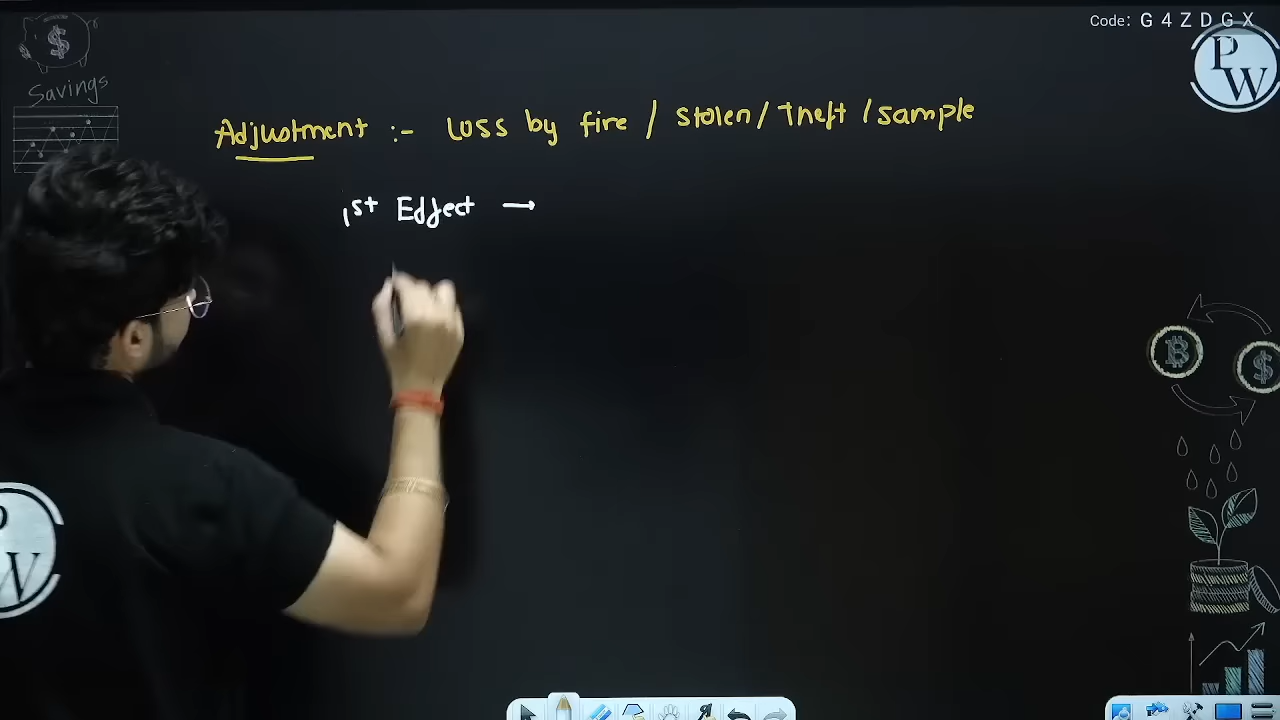 Code: G 4 Z D G X
P
W
Savings
Adjustment :- Loss by fire / stolen / Theft / sample
1st Effect →
P
W